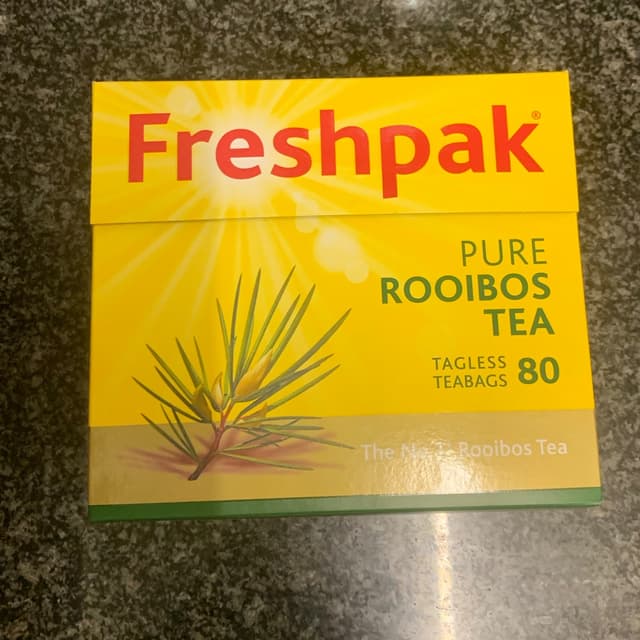 Freshpak®
PURE
ROOIBOS
TEA
TAGLESS
TEABAGS 80
The No.1 Rooibos Tea